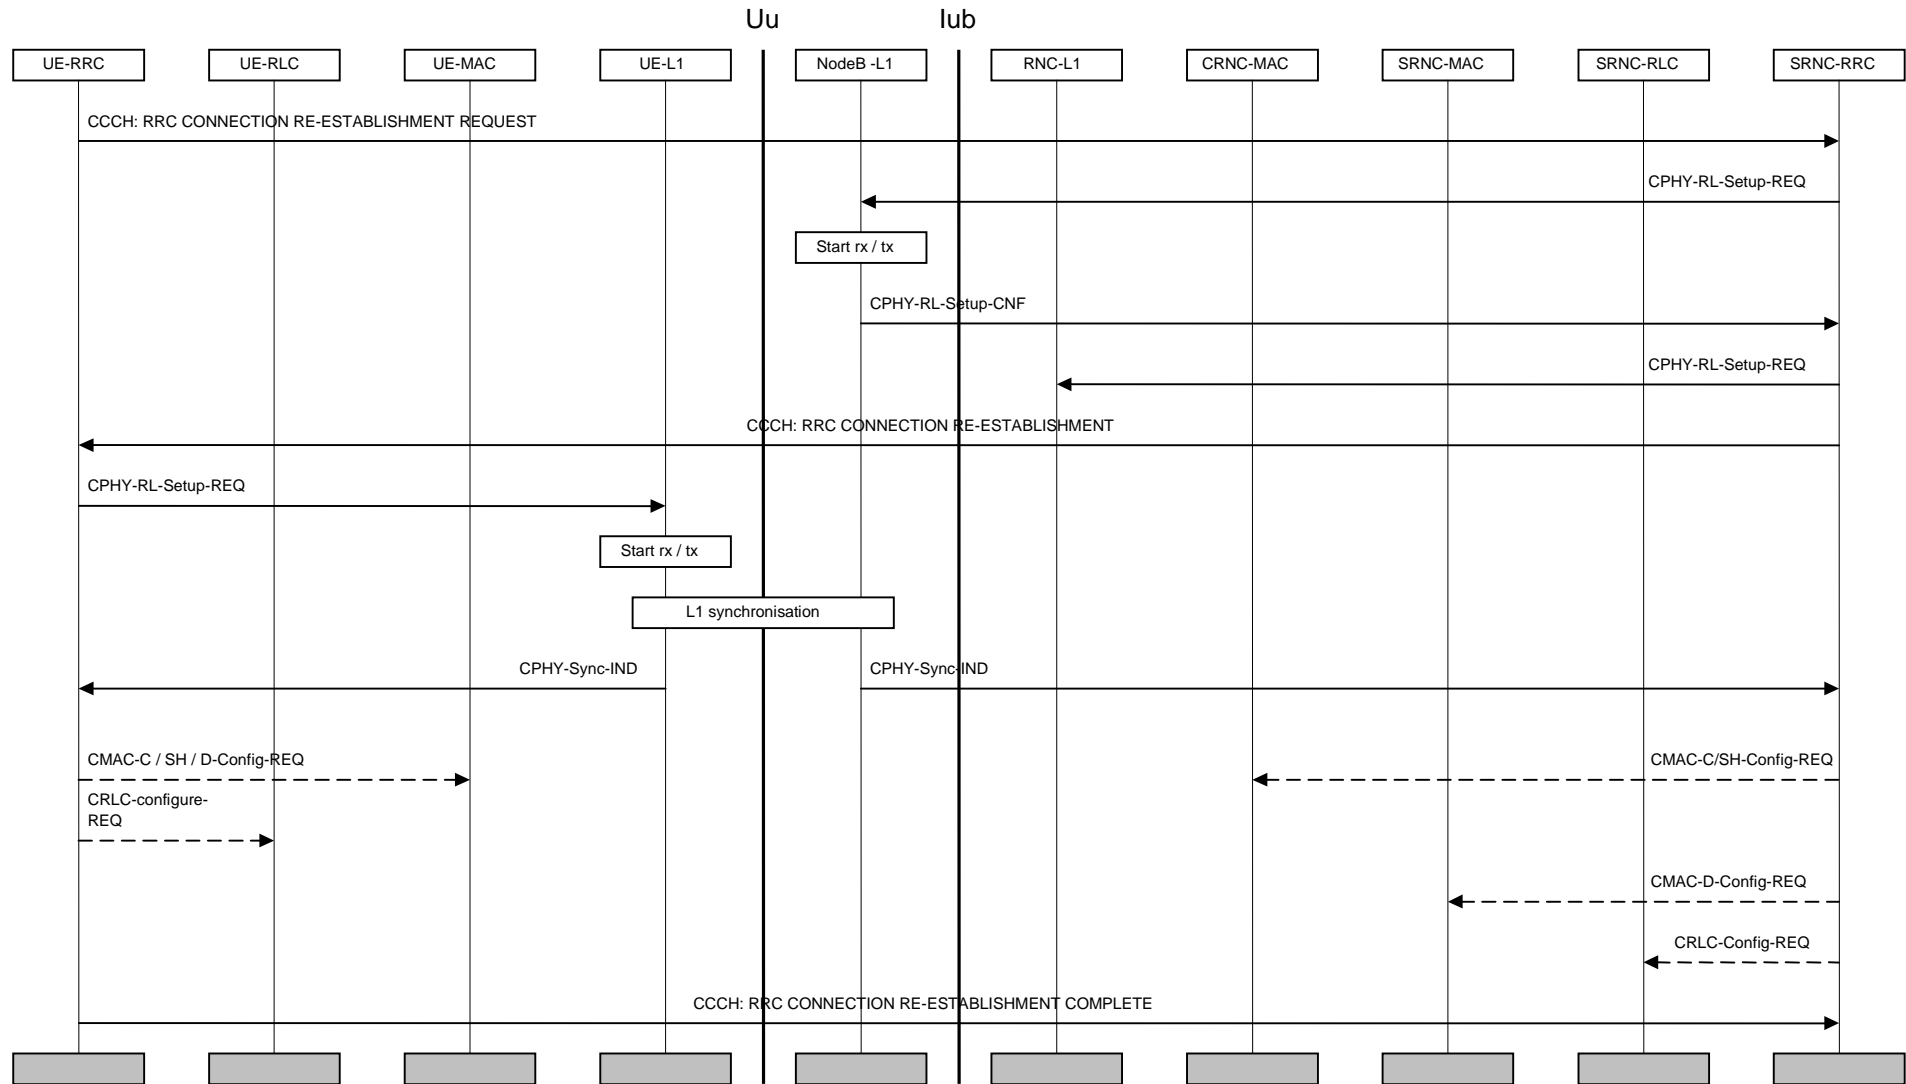 Uu
Iub
UE-RRC
UE-RLC
UE-MAC
UE-L1
NodeB -L1
RNC-L1
CRNC-MAC
SRNC-MAC
SRNC-RLC
SRNC-RRC
CCCH: RRC CONNECTION RE-ESTABLISHMENT REQUEST
CPHY-RL-Setup-REQ
Start rx / tx
CPHY-RL-Setup-CNF
CPHY-RL-Setup-REQ
CCCH: RRC CONNECTION RE-ESTABLISHMENT
CPHY-RL-Setup-REQ
Start rx / tx
L1 synchronisation
CPHY-Sync-IND
CPHY-Sync-IND
CMAC-C / SH / D-Config-REQ
CMAC-C/SH-Config-REQ
CRLC-configure-
REQ
CMAC-D-Config-REQ
CRLC-Config-REQ
CCCH: RRC CONNECTION RE-ESTABLISHMENT COMPLETE